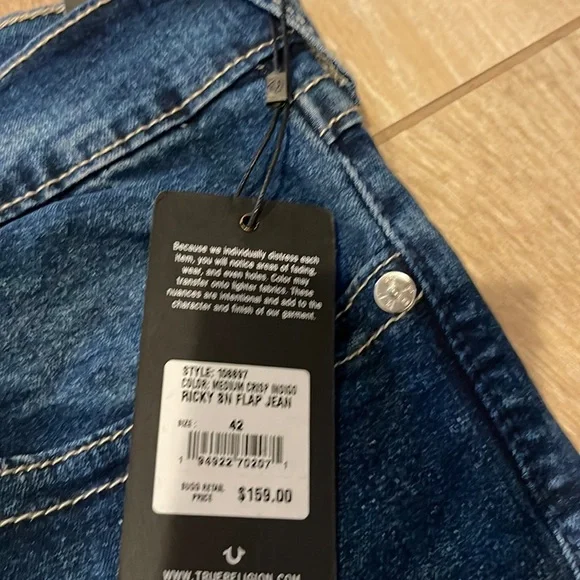 Because we individually distress each
item, you will notice areas of fading,
wear, and even holes. Color may
transfer onto lighter fabrics. These
nuances are intentional and add to the
character and finish of our garment.
STYLE: 106897
COLOR: MEDIUM CRISP INDIGO
RICKY SN FLAP JEAN
SIZE: 42
1 94922 70207 1
SUGG RETAIL
PRICE $159.00
WWW.TRUERELIGION.COM